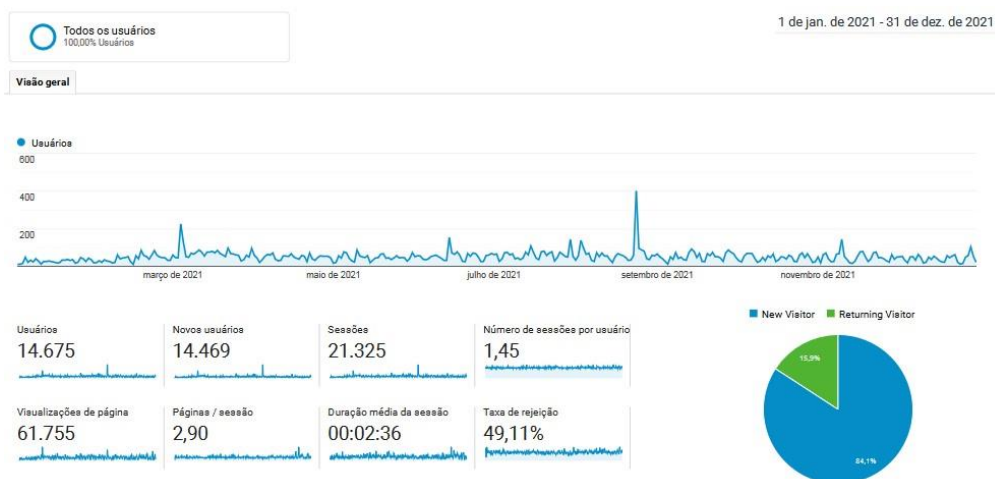 Todos os usuários
100,00% Usuários
1 de jan. de 2021 - 31 de dez. de 2021
Visão geral
Usuários
600
400
200
março de 2021
maio de 2021
julho de 2021
setembro de 2021
novembro de 2021
Usuários
14.675
Novos usuários
14.469
Sessões
21.325
Número de sessões por usuário
1,45
Visualizações de página
61.755
Páginas / sessão
2,90
Duração média da sessão
00:02:36
Taxa de rejeição
49,11%
New Visitor
Returning Visitor
15,9%
84,1%